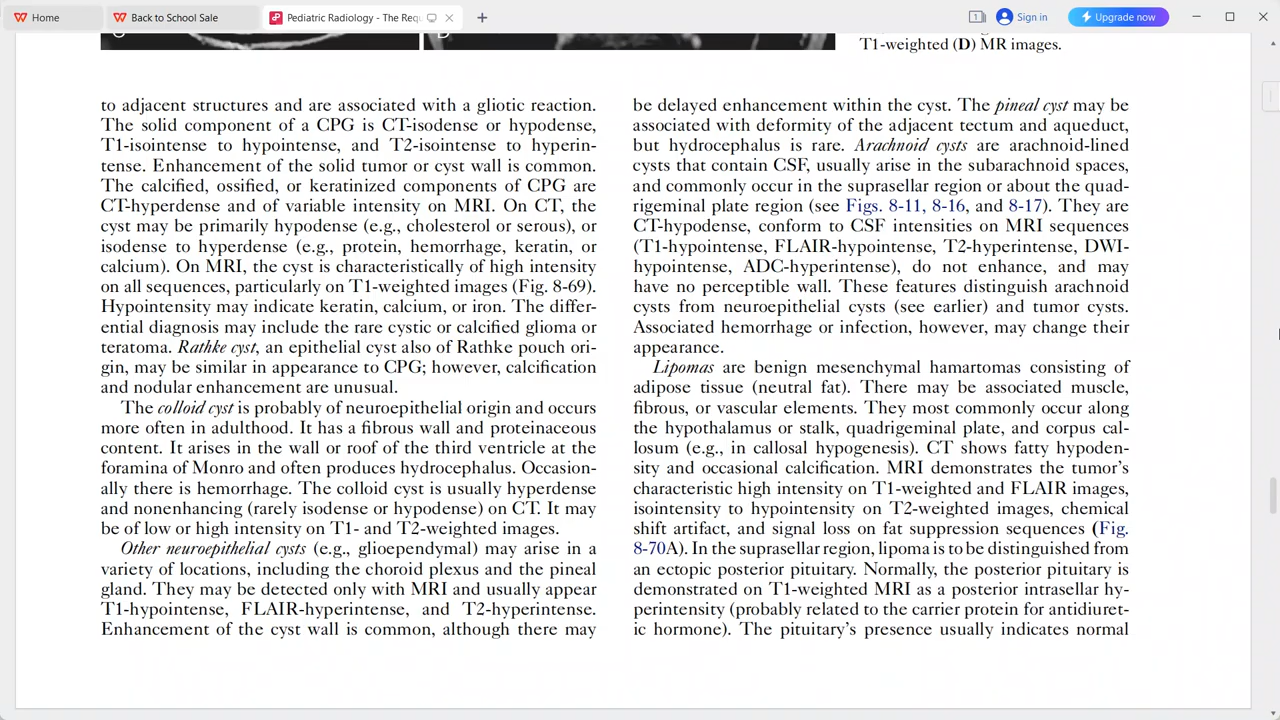 Home
Back to School Sale
Pediatric Radiology - The Requ
1
Sign in
Upgrade now
T1-weighted (D) MR images.
to adjacent structures and are associated with a gliotic reaction.
The solid component of a CPG is CT-isodense or hypodense,
T1-isointense to hypointense, and T2-isointense to hyperin-
tense. Enhancement of the solid tumor or cyst wall is common.
The calcified, ossified, or keratinized components of CPG are
CT-hyperdense and of variable intensity on MRI. On CT, the
cyst may be primarily hypodense (e.g., cholesterol or serous), or
isodense to hyperdense (e.g., protein, hemorrhage, keratin, or
calcium). On MRI, the cyst is characteristically of high intensity
on all sequences, particularly on T1-weighted images (Fig. 8-69).
Hypointensity may indicate keratin, calcium, or iron. The differ-
ential diagnosis may include the rare cystic or calcified glioma or
teratoma. Rathke cyst, an epithelial cyst also of Rathke pouch ori-
gin, may be similar in appearance to CPG; however, calcification
and nodular enhancement are unusual.
The colloid cyst is probably of neuroepithelial origin and occurs
more often in adulthood. It has a fibrous wall and proteinaceous
content. It arises in the wall or roof of the third ventricle at the
foramina of Monro and often produces hydrocephalus. Occasion-
ally there is hemorrhage. The colloid cyst is usually hyperdense
and nonenhancing (rarely isodense or hypodense) on CT. It may
be of low or high intensity on T1- and T2-weighted images.
Other neuroepithelial cysts (e.g., glioependymal) may arise in a
variety of locations, including the choroid plexus and the pineal
gland. They may be detected only with MRI and usually appear
T1-hypointense, FLAIR-hyperintense, and T2-hyperintense.
Enhancement of the cyst wall is common, although there may
be delayed enhancement within the cyst. The pineal cyst may be
associated with deformity of the adjacent tectum and aqueduct,
but hydrocephalus is rare. Arachnoid cysts are arachnoid-lined
cysts that contain CSF, usually arise in the subarachnoid spaces,
and commonly occur in the suprasellar region or about the quad-
rigeminal plate region (see Figs. 8-11, 8-16, and 8-17). They are
CT-hypodense, conform to CSF intensities on MRI sequences
(T1-hypointense, FLAIR-hypointense, T2-hyperintense, DWI-
hypointense, ADC-hyperintense), do not enhance, and may
have no perceptible wall. These features distinguish arachnoid
cysts from neuroepithelial cysts (see earlier) and tumor cysts.
Associated hemorrhage or infection, however, may change their
appearance.
Lipomas are benign mesenchymal hamartomas consisting of
adipose tissue (neutral fat). There may be associated muscle,
fibrous, or vascular elements. They most commonly occur along
the hypothalamus or stalk, quadrigeminal plate, and corpus cal-
losum (e.g., in callosal hypogenesis). CT shows fatty hypoden-
sity and occasional calcification. MRI demonstrates the tumor's
characteristic high intensity on T1-weighted and FLAIR images,
isointensity to hypointensity on T2-weighted images, chemical
shift artifact, and signal loss on fat suppression sequences (Fig.
8-70A). In the suprasellar region, lipoma is to be distinguished from
an ectopic posterior pituitary. Normally, the posterior pituitary is
demonstrated on T1-weighted MRI as a posterior intrasellar hy-
perintensity (probably related to the carrier protein for antidiuret-
ic hormone). The pituitary's presence usually indicates normal